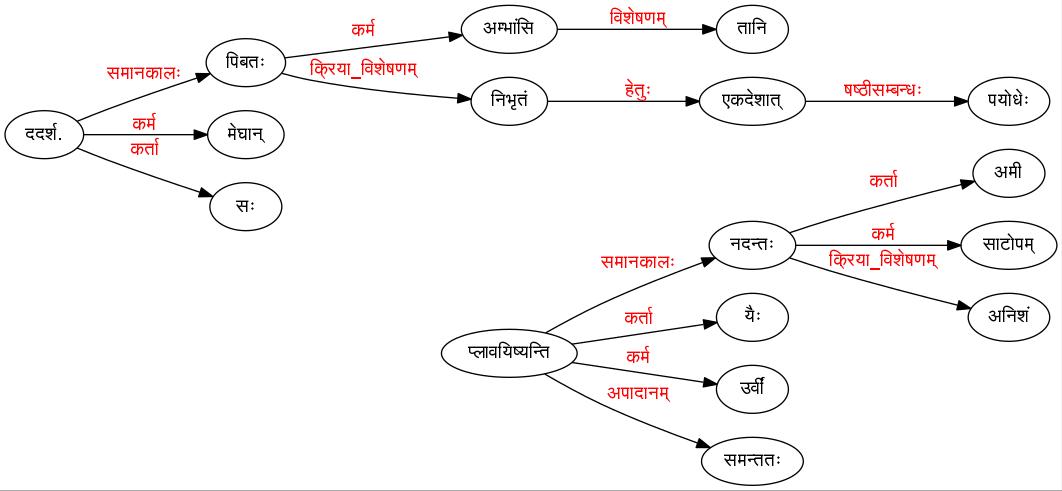 कर्म
अम्भांसि
विशेषणम्
तानि
समानकालः
पिबतः
क्रिया_विशेषणम्
निभृतं
हेतुः
एकदेशात्
षष्ठीसम्बन्धः
पयोधेः
ददर्श.
कर्म
मेघान्
कर्ता
सः
कर्ता
अमी
नदन्तः
कर्म
साटोपम्
क्रिया_विशेषणम्
अनिशं
समानकालः
कर्ता
यैः
प्लावयिष्यन्ति
कर्म
उर्वीं
अपादानम्
समन्ततः